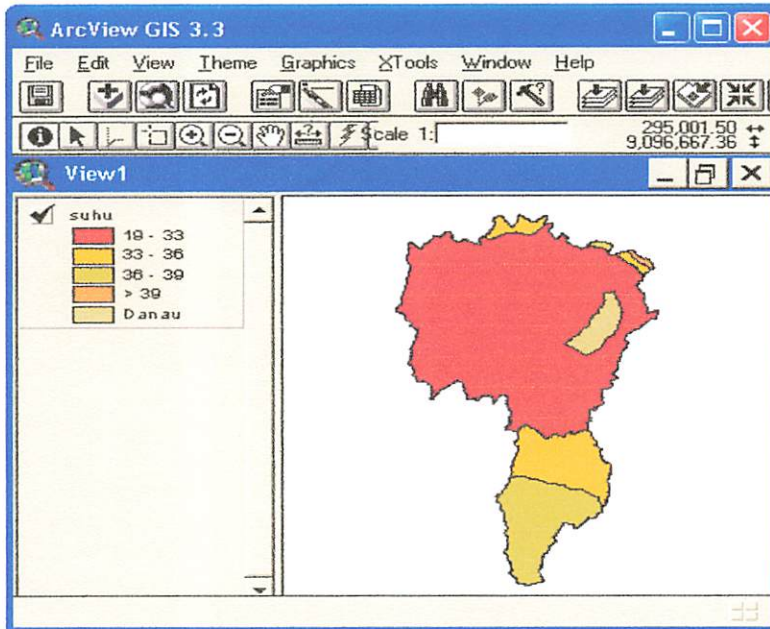 ArcView GIS 3.3
File Edit View Theme Graphics XTools Window Help
Scale 1:
295,001.50
9,096,667.36
View1
suhu
19 - 33
33 - 36
36 - 39
> 39
Danau